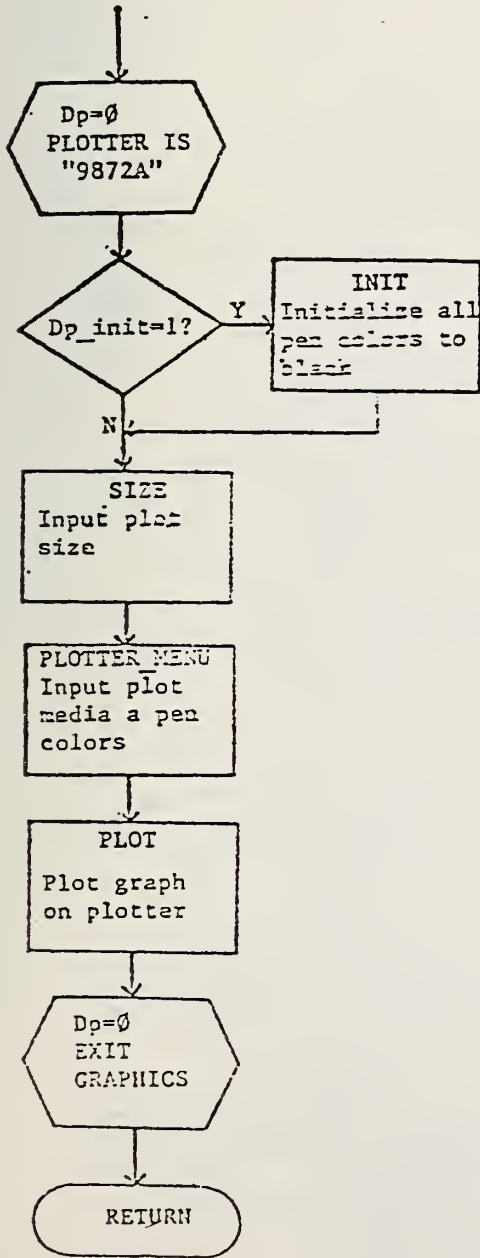 Dp=Ø
PLOTTER IS
"9872A"
Dp_init=1?
Y
INIT
Initialize all
pen colors to
black
N
SIZE
Input plot
size
PLOTTER_MENU
Input plot
media a pen
colors
PLOT
Plot graph
on plotter
Dp=Ø
EXIT
GRAPHICS
RETURN